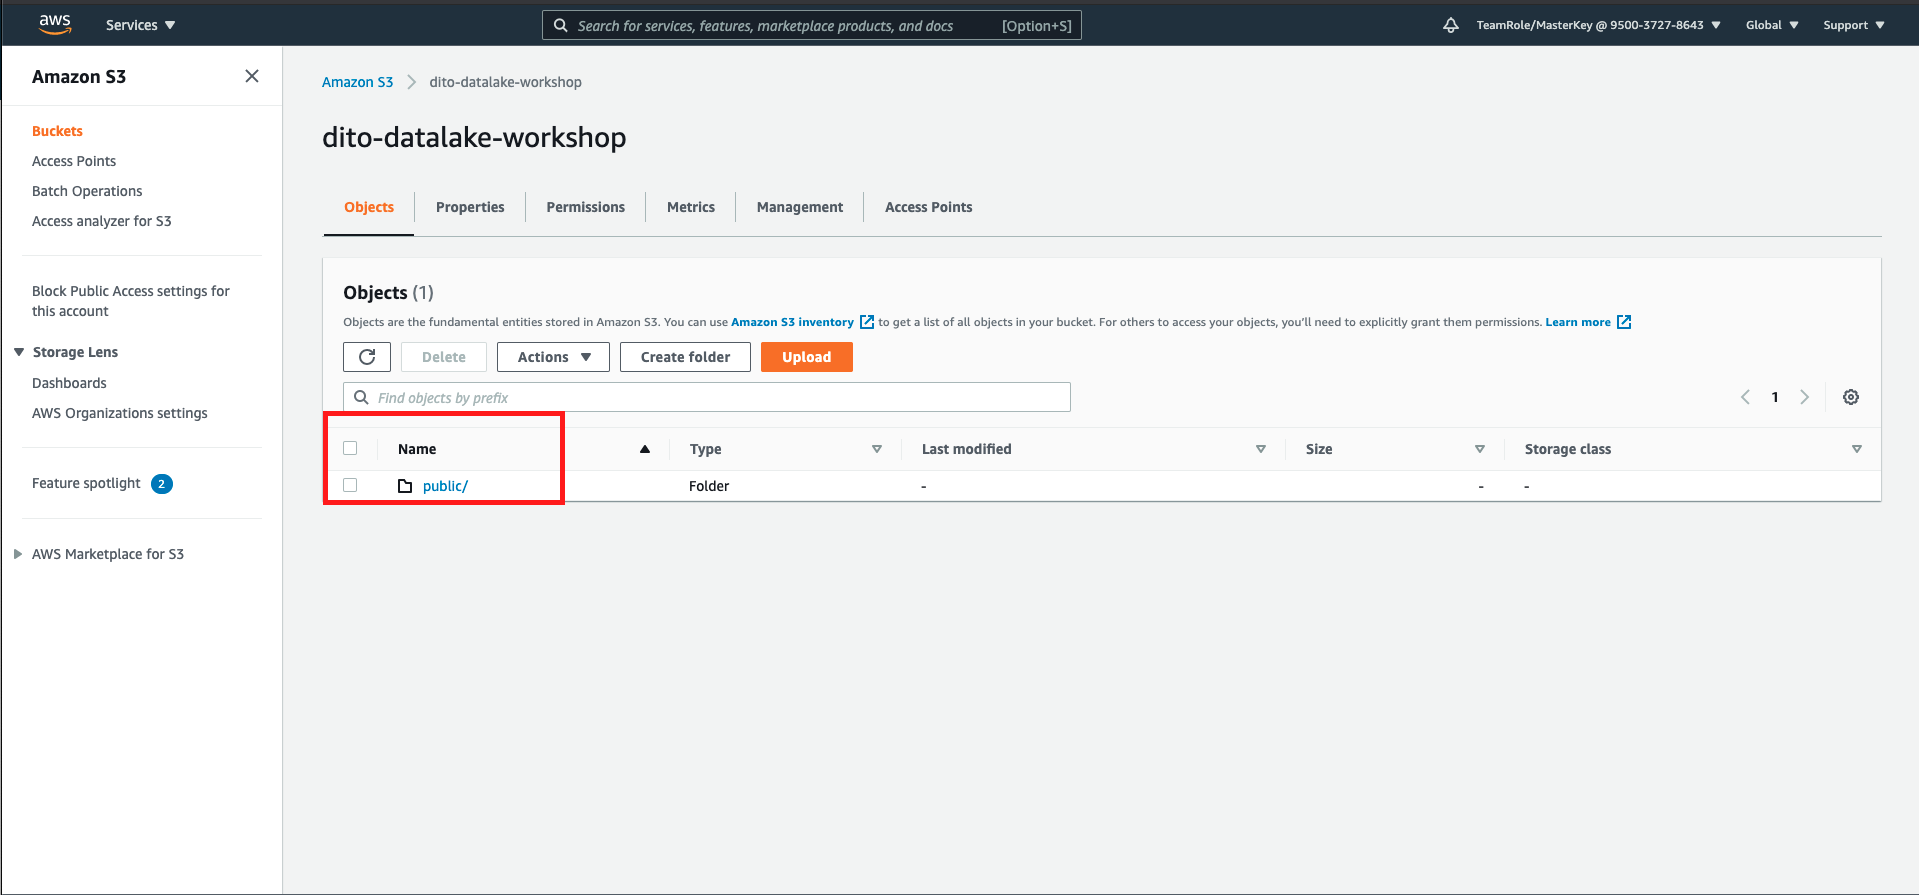 aws Services Search for services, features, marketplace products, and docs [Option+S] TeamRole/MasterKey @ 9500-3727-8643 Global Support
Amazon S3
Buckets
Access Points
Batch Operations
Access analyzer for S3
Block Public Access settings for
this account
Storage Lens
Dashboards
AWS Organizations settings
Feature spotlight 2
AWS Marketplace for S3
Amazon S3 dito-datalake-workshop
dito-datalake-workshop
Objects Properties Permissions Metrics Management Access Points
Objects (1)
Objects are the fundamental entities stored in Amazon S3. You can use Amazon S3 inventory to get a list of all objects in your bucket. For others to access your objects, you'll need to explicitly grant them permissions. Learn more
Delete Actions Create folder Upload
Find objects by prefix 1
Name Type Last modified Size Storage class
public/ Folder - - -